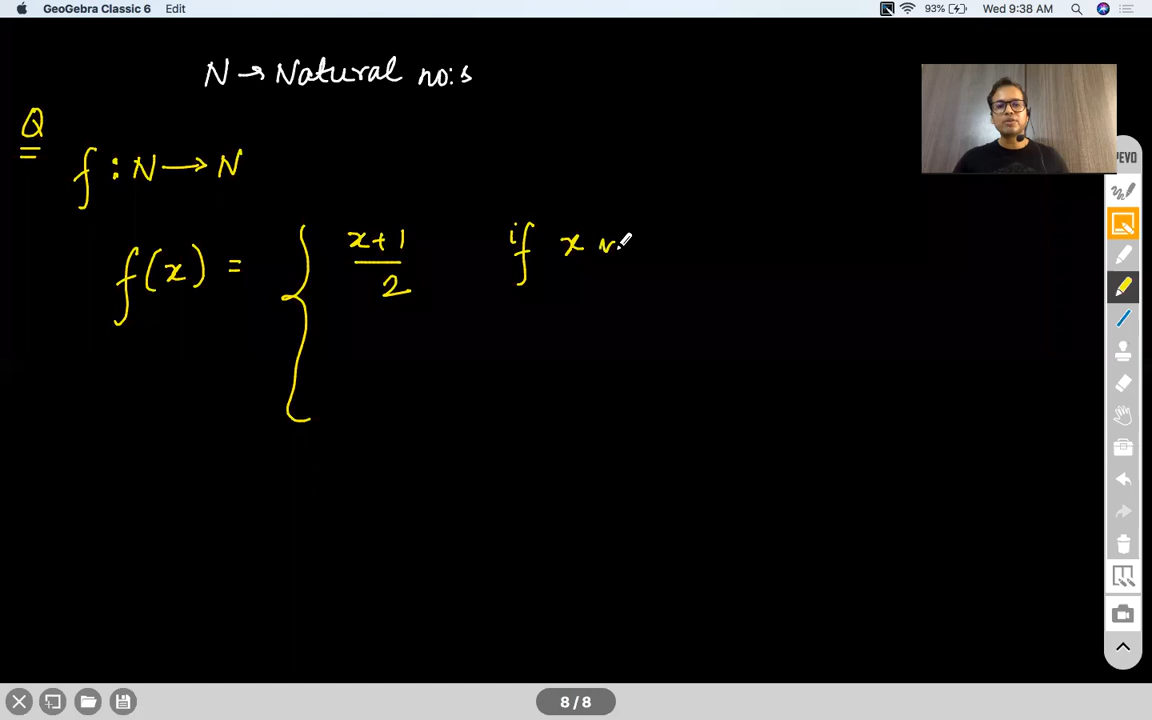 GeoGebra Classic 6 Edit 93% Wed 9:38 AM
N → Natural no:s
Q
f : N → N
f(x) = { x+1 / 2 if x
8 / 8